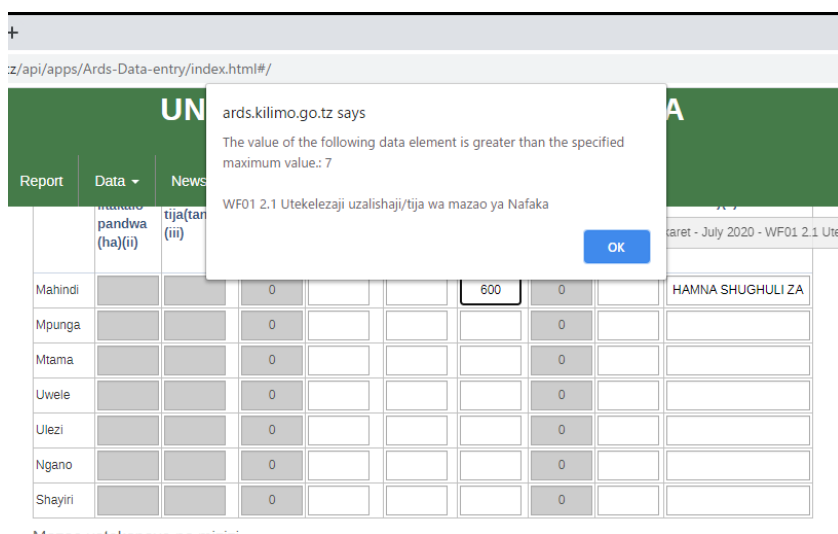 +
z/api/apps/Ards-Data-entry/index.html#/
UN
A
ards.kilimo.go.tz says
The value of the following data element is greater than the specified
maximum value.: 7
WF01 2.1 Utekelezaji uzalishaji/tija wa mazao ya Nafaka
OK
Report Data News
pandwa
(ha)(ii)
tija(tan
(iii)
karet - July 2020 - WF01 2.1 Ute
Mahindi 0 600 0 HAMNA SHUGHULI ZA
Mpunga 0 0
Mtama 0 0
Uwele 0 0
Ulezi 0 0
Ngano 0 0
Shayiri 0 0